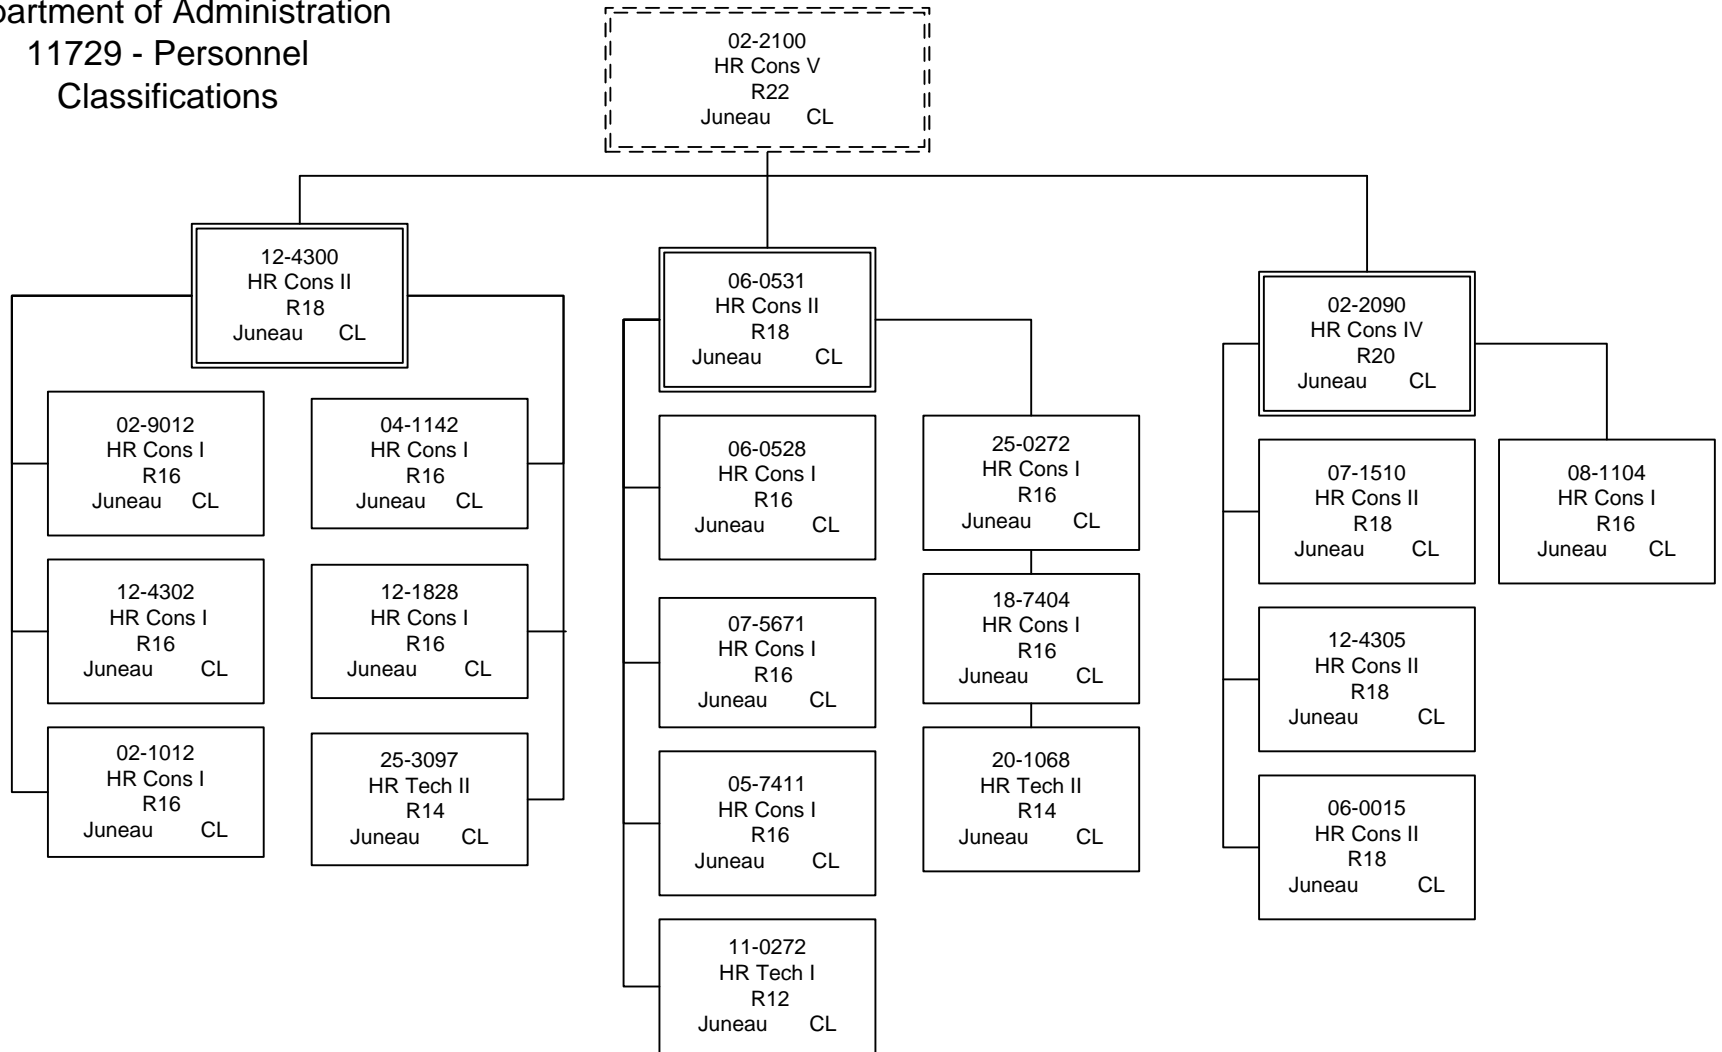 Department of Administration
11729 - Personnel
Classifications
02-2100
HR Cons V
R22
Juneau CL
12-4300
HR Cons II
R18
Juneau CL
02-9012
HR Cons I
R16
Juneau CL
04-1142
HR Cons I
R16
Juneau CL
12-4302
HR Cons I
R16
Juneau CL
12-1828
HR Cons I
R16
Juneau CL
02-1012
HR Cons I
R16
Juneau CL
25-3097
HR Tech II
R14
Juneau CL
06-0531
HR Cons II
R18
Juneau CL
06-0528
HR Cons I
R16
Juneau CL
25-0272
HR Cons I
R16
Juneau CL
07-5671
HR Cons I
R16
Juneau CL
18-7404
HR Cons I
R16
Juneau CL
05-7411
HR Cons I
R16
Juneau CL
20-1068
HR Tech II
R14
Juneau CL
11-0272
HR Tech I
R12
Juneau CL
02-2090
HR Cons IV
R20
Juneau CL
07-1510
HR Cons II
R18
Juneau CL
08-1104
HR Cons I
R16
Juneau CL
12-4305
HR Cons II
R18
Juneau CL
06-0015
HR Cons II
R18
Juneau CL